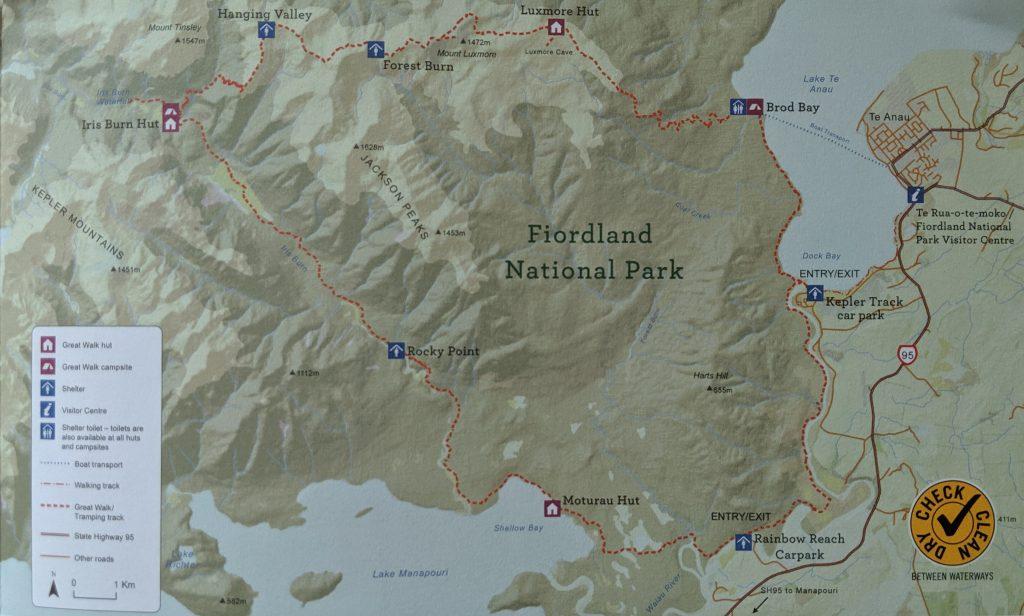 Hanging Valley
Luxmore Hut
Mount Tinsley
1547m
1472m
Mount Luxmore
Luxmore Cave
Forest Burn
Lake Te
Anau
Iris Burn
Waterfall
Iris Burn Hut
Brod Bay
Te Anau
Boat Transport
1628m
JACKSON PEAKS
KEPLER MOUNTAINS
1453m
1451m
Fiordland
National Park
Te Rua-o-te-moko/
Fiordland National
Park Visitor Centre
Iris Burn
Dock Bay
ENTRY/EXIT
Kepler Track
car park
Forest Burn
95
Rocky Point
1112m
Harts Hill
655m
Great Walk hut
Great Walk campsite
Shelter
Visitor Centre
Shelter toilet – toilets are
also available at all huts
and campsites
Boat transport
Walking track
Great Walk/
Tramping track
State Highway 95
Other roads
N
0 1 Km
Moturau Hut
Shallow Bay
ENTRY/EXIT
Rainbow Reach
Carpark
CHECK
CLEAN
DRY
BETWEEN WATERWAYS
411m
Lake Manapouri
Waiau River
SH95 to Manapouri
582m